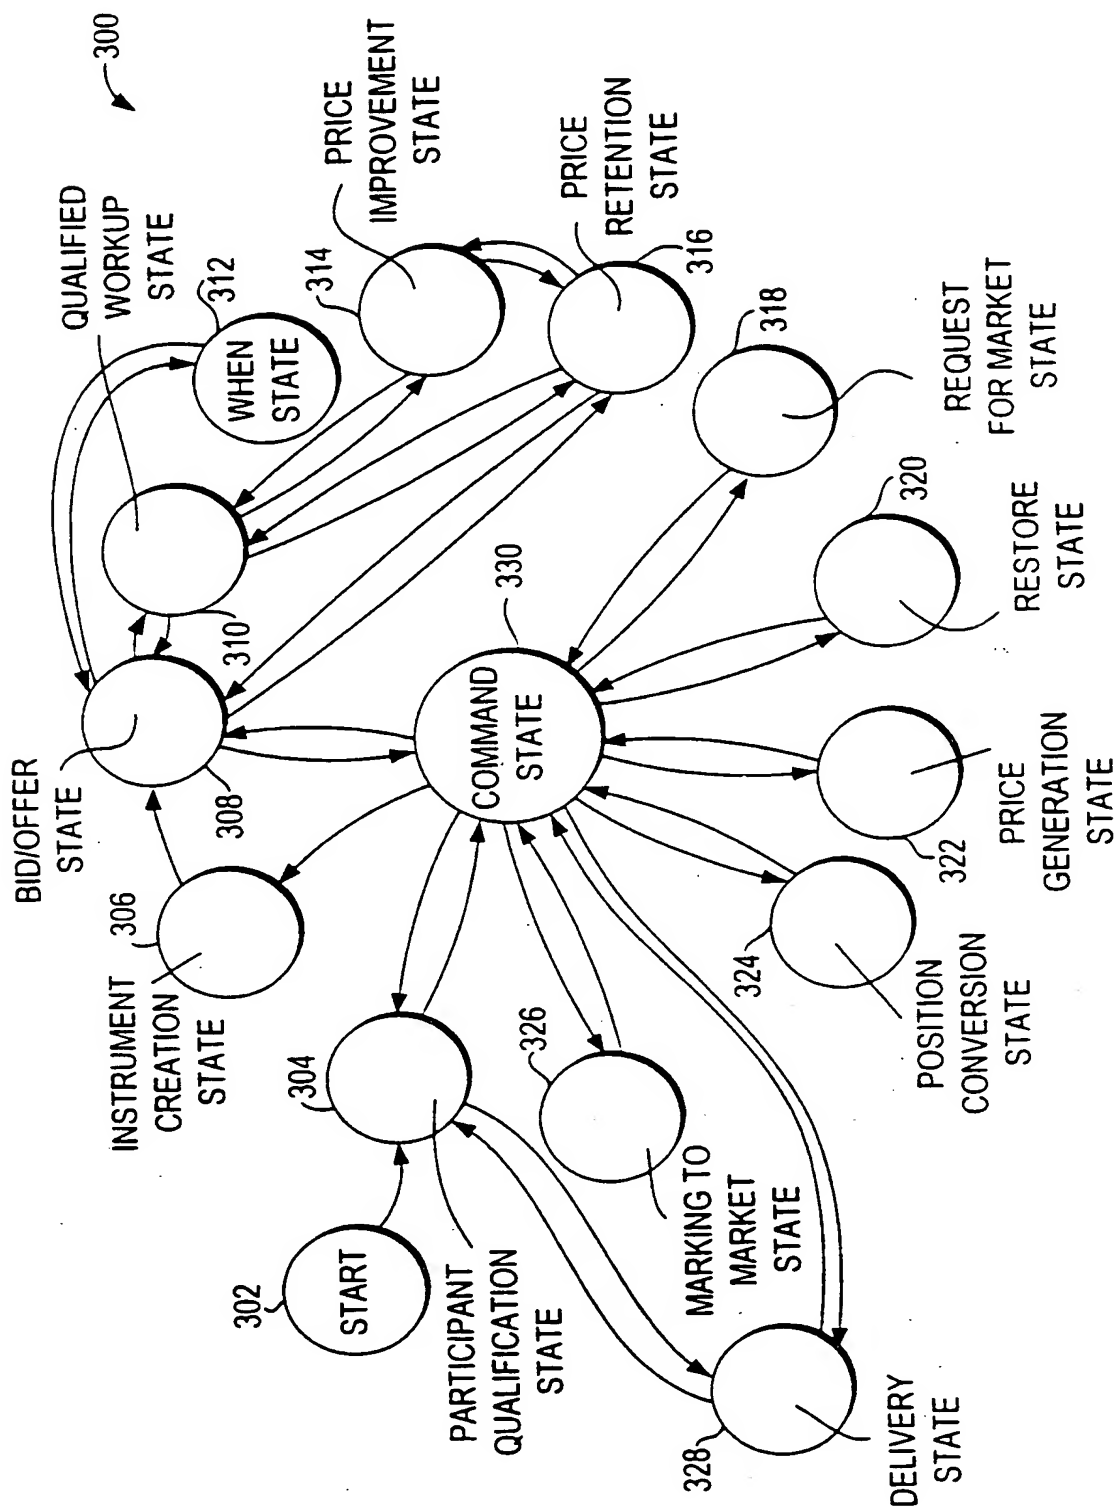 300
QUALIFIED
WORKUP
STATE
312
WHEN
STATE
314
PRICE
IMPROVEMENT
STATE
PRICE
RETENTION
STATE
316
318
REQUEST
FOR MARKET
STATE
320
RESTORE
STATE
BID/OFFER
STATE
308
310
330
COMMAND
STATE
322
PRICE
GENERATION
STATE
324
POSITION
CONVERSION
STATE
306
INSTRUMENT
CREATION
STATE
304
326
MARKING TO
MARKET
STATE
302
START
PARTICIPANT
QUALIFICATION
STATE
328
DELIVERY
STATE